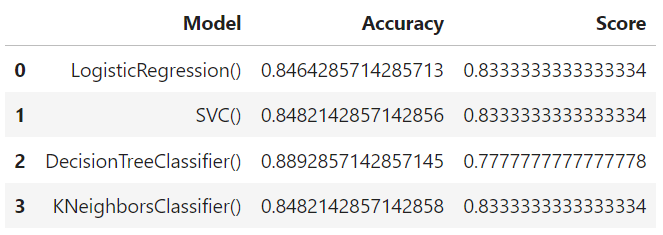 Model Accuracy Score
0 LogisticRegression() 0.8464285714285713 0.8333333333333334
1 SVC() 0.8482142857142856 0.8333333333333334
2 DecisionTreeClassifier() 0.8892857142857145 0.7777777777777778
3 KNeighborsClassifier() 0.8482142857142858 0.8333333333333334